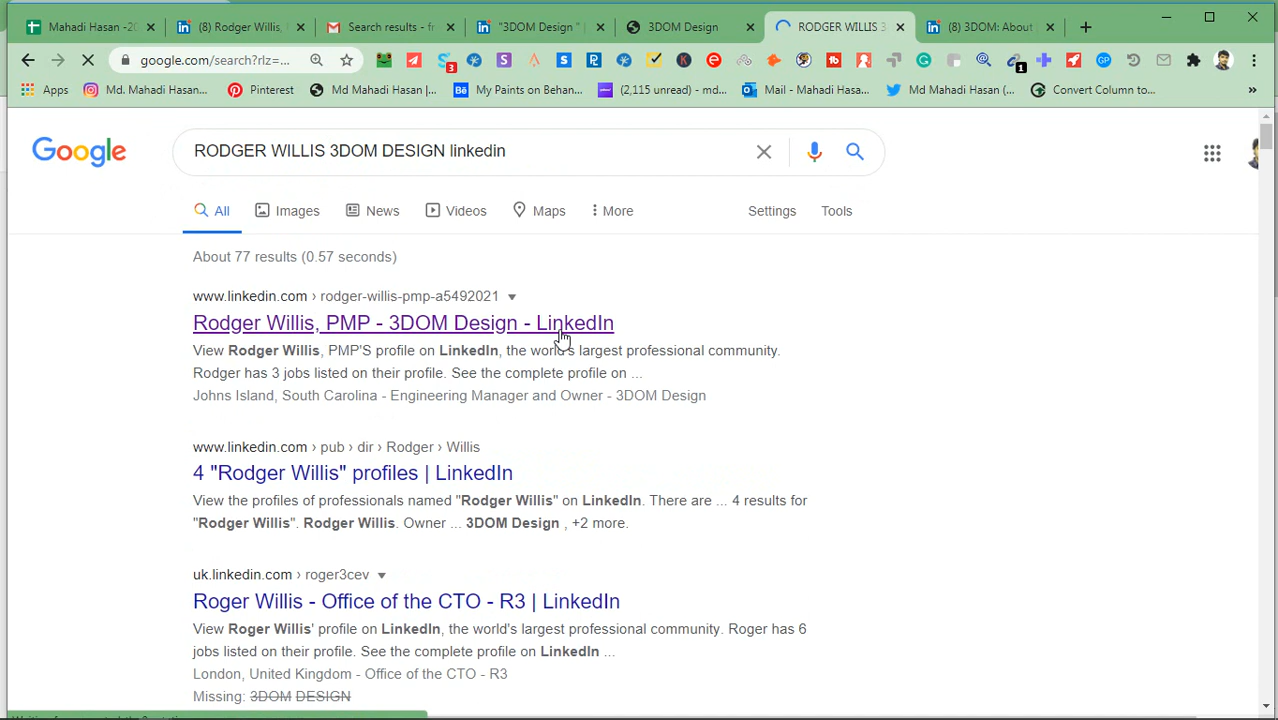 Mahadi Hasan -20
(8) Rodger Willis,
Search results - fr
"3DOM Design " |
3DOM Design
RODGER WILLIS 3
(8) 3DOM: About
google.com/search?rlz=...
3
1
Apps
Md. Mahadi Hasan...
Pinterest
Md Mahadi Hasan |...
My Paints on Behan...
(2,115 unread) - md...
Mail - Mahadi Hasa...
Md Mahadi Hasan (...
Convert Column to...
»
Google
RODGER WILLIS 3DOM DESIGN linkedin
All
Images
News
Videos
Maps
More
Settings
Tools
About 77 results (0.57 seconds)
www.linkedin.com › rodger-willis-pmp-a5492021
Rodger Willis, PMP - 3DOM Design - LinkedIn
View Rodger Willis, PMP'S profile on LinkedIn, the world's largest professional community.
Rodger has 3 jobs listed on their profile. See the complete profile on ...
Johns Island, South Carolina - Engineering Manager and Owner - 3DOM Design
www.linkedin.com › pub › dir › Rodger › Willis
4 "Rodger Willis" profiles | LinkedIn
View the profiles of professionals named "Rodger Willis" on LinkedIn. There are ... 4 results for
"Rodger Willis". Rodger Willis. Owner ... 3DOM Design , +2 more.
uk.linkedin.com › roger3cev
Roger Willis - Office of the CTO - R3 | LinkedIn
View Roger Willis' profile on LinkedIn, the world's largest professional community. Roger has 6
jobs listed on their profile. See the complete profile on LinkedIn ...
London, United Kingdom - Office of the CTO - R3
Missing: 3DOM DESIGN